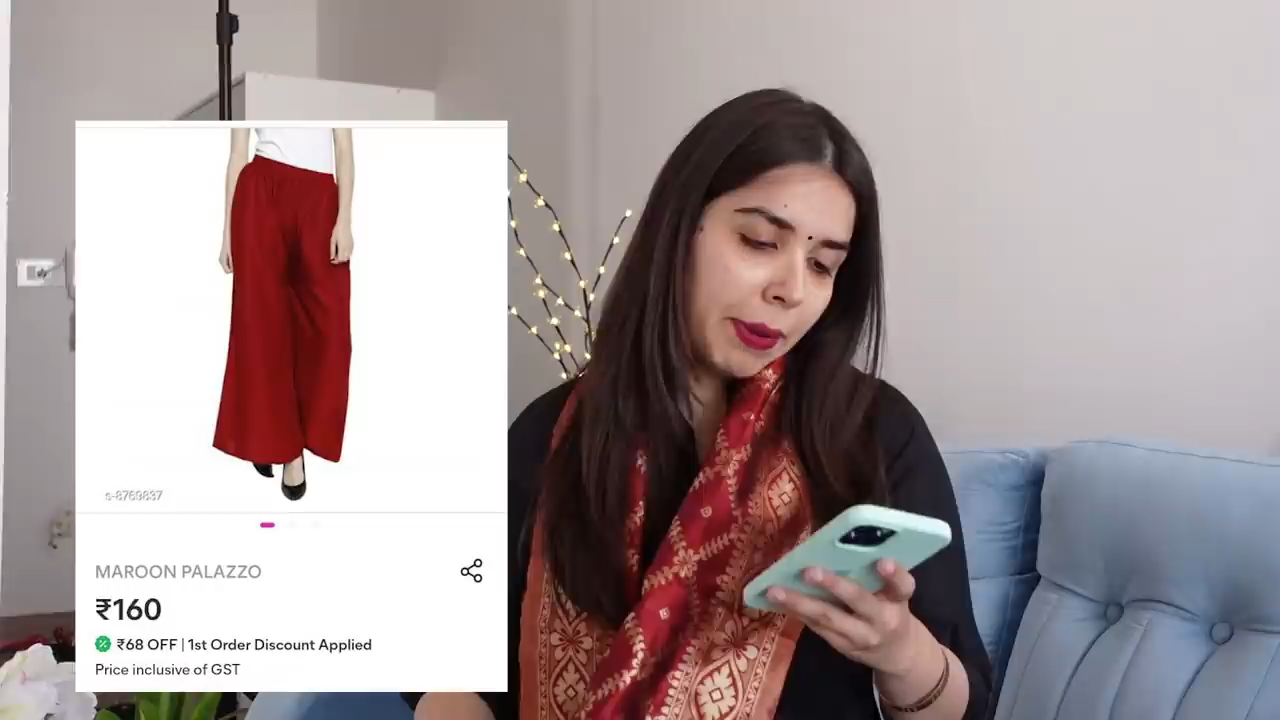 s-8769837
MAROON PALAZZO
₹160
₹68 OFF | 1st Order Discount Applied
Price inclusive of GST